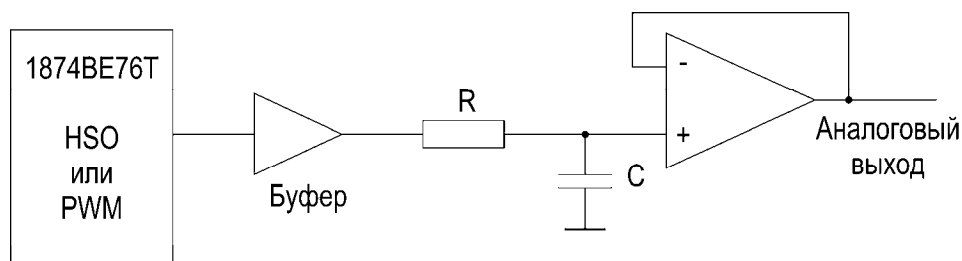 1874ВЕ76Т
HSO
или
PWM
Буфер
R
C
-
+
Аналоговый
выход